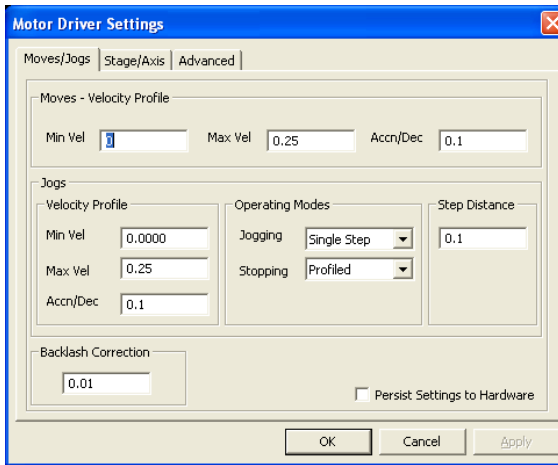 Motor Driver Settings
Moves/Jogs Stage/Axis Advanced
Moves - Velocity Profile
Min Vel 0 Max Vel 0.25 Accn/Dec 0.1
Jogs
Velocity Profile Operating Modes Step Distance
Min Vel 0.0000 Jogging Single Step 0.1
Max Vel 0.25 Stopping Profiled
Accn/Dec 0.1
Backlash Correction
0.01
Persist Settings to Hardware
OK Cancel Apply